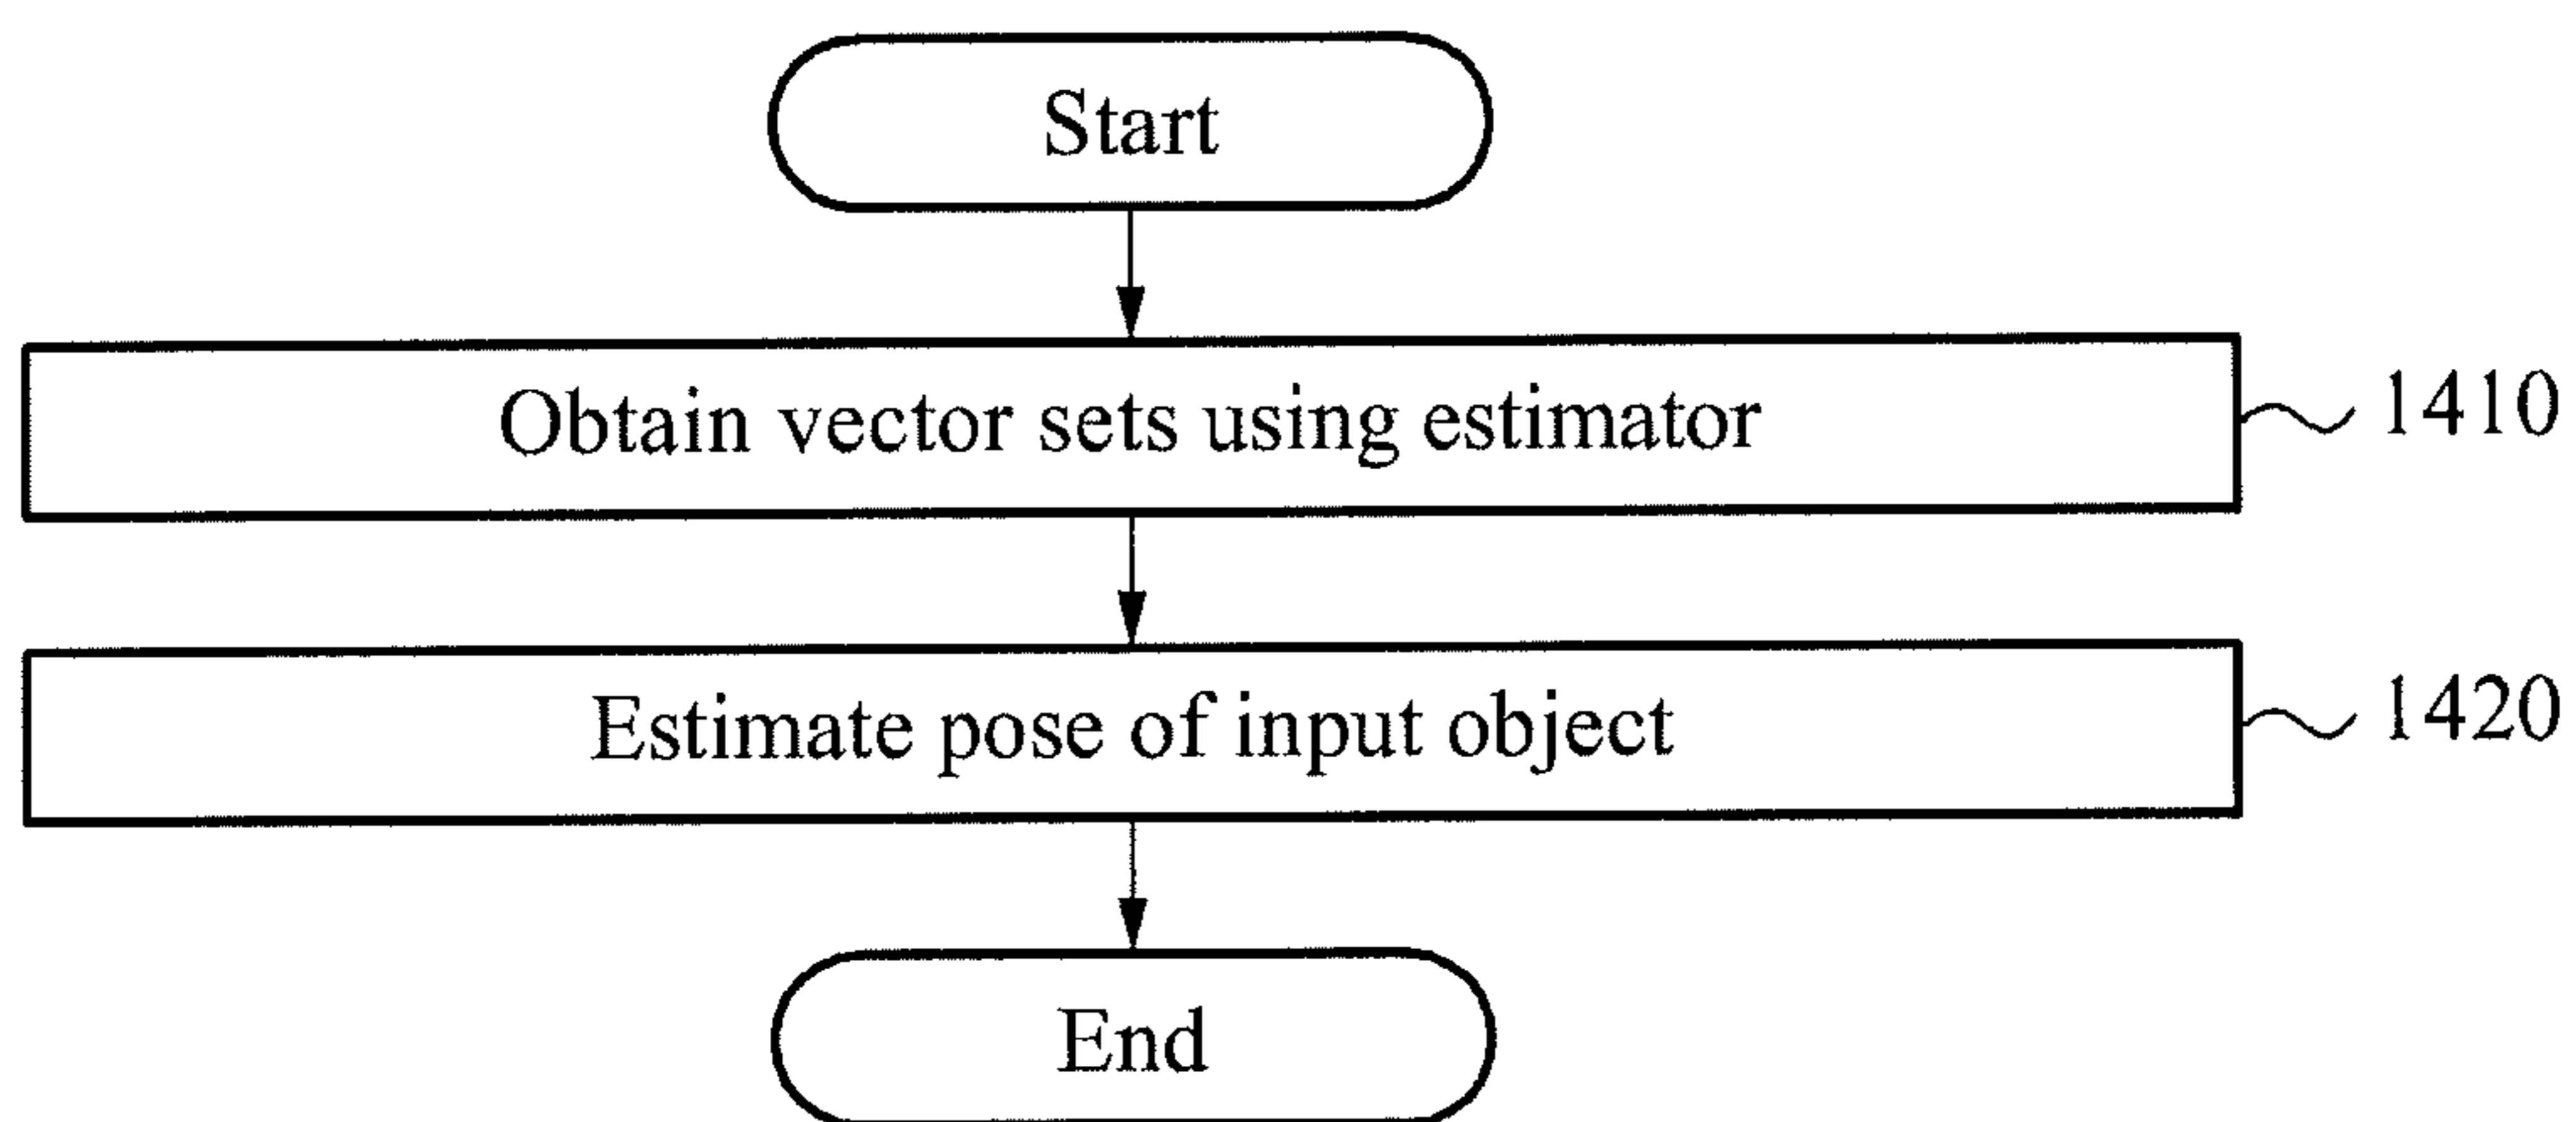 Start
Obtain vector sets using estimator
1410
Estimate pose of input object
1420
End